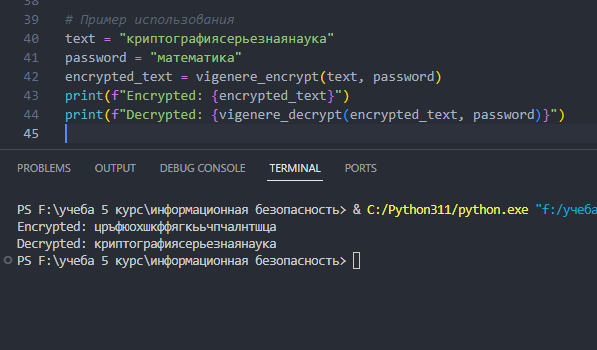 39 # Пример использования
40 text = "криптографиясерьезнаянаука"
41 password = "математика"
42 encrypted_text = vigenere_encrypt(text, password)
43 print(f"Encrypted: {encrypted_text}")
44 print(f"Decrypted: {vigenere_decrypt(encrypted_text, password)}")
45
PROBLEMS OUTPUT DEBUG CONSOLE TERMINAL PORTS
PS F:\учеба 5 курс\информационная безопасность> & C:/Python311/python.exe "f:/учеба
Encrypted: цръфюохшкффягкььчпчалнтшца
Decrypted: криптографиясерьезнаянаука
PS F:\учеба 5 курс\информационная безопасность>